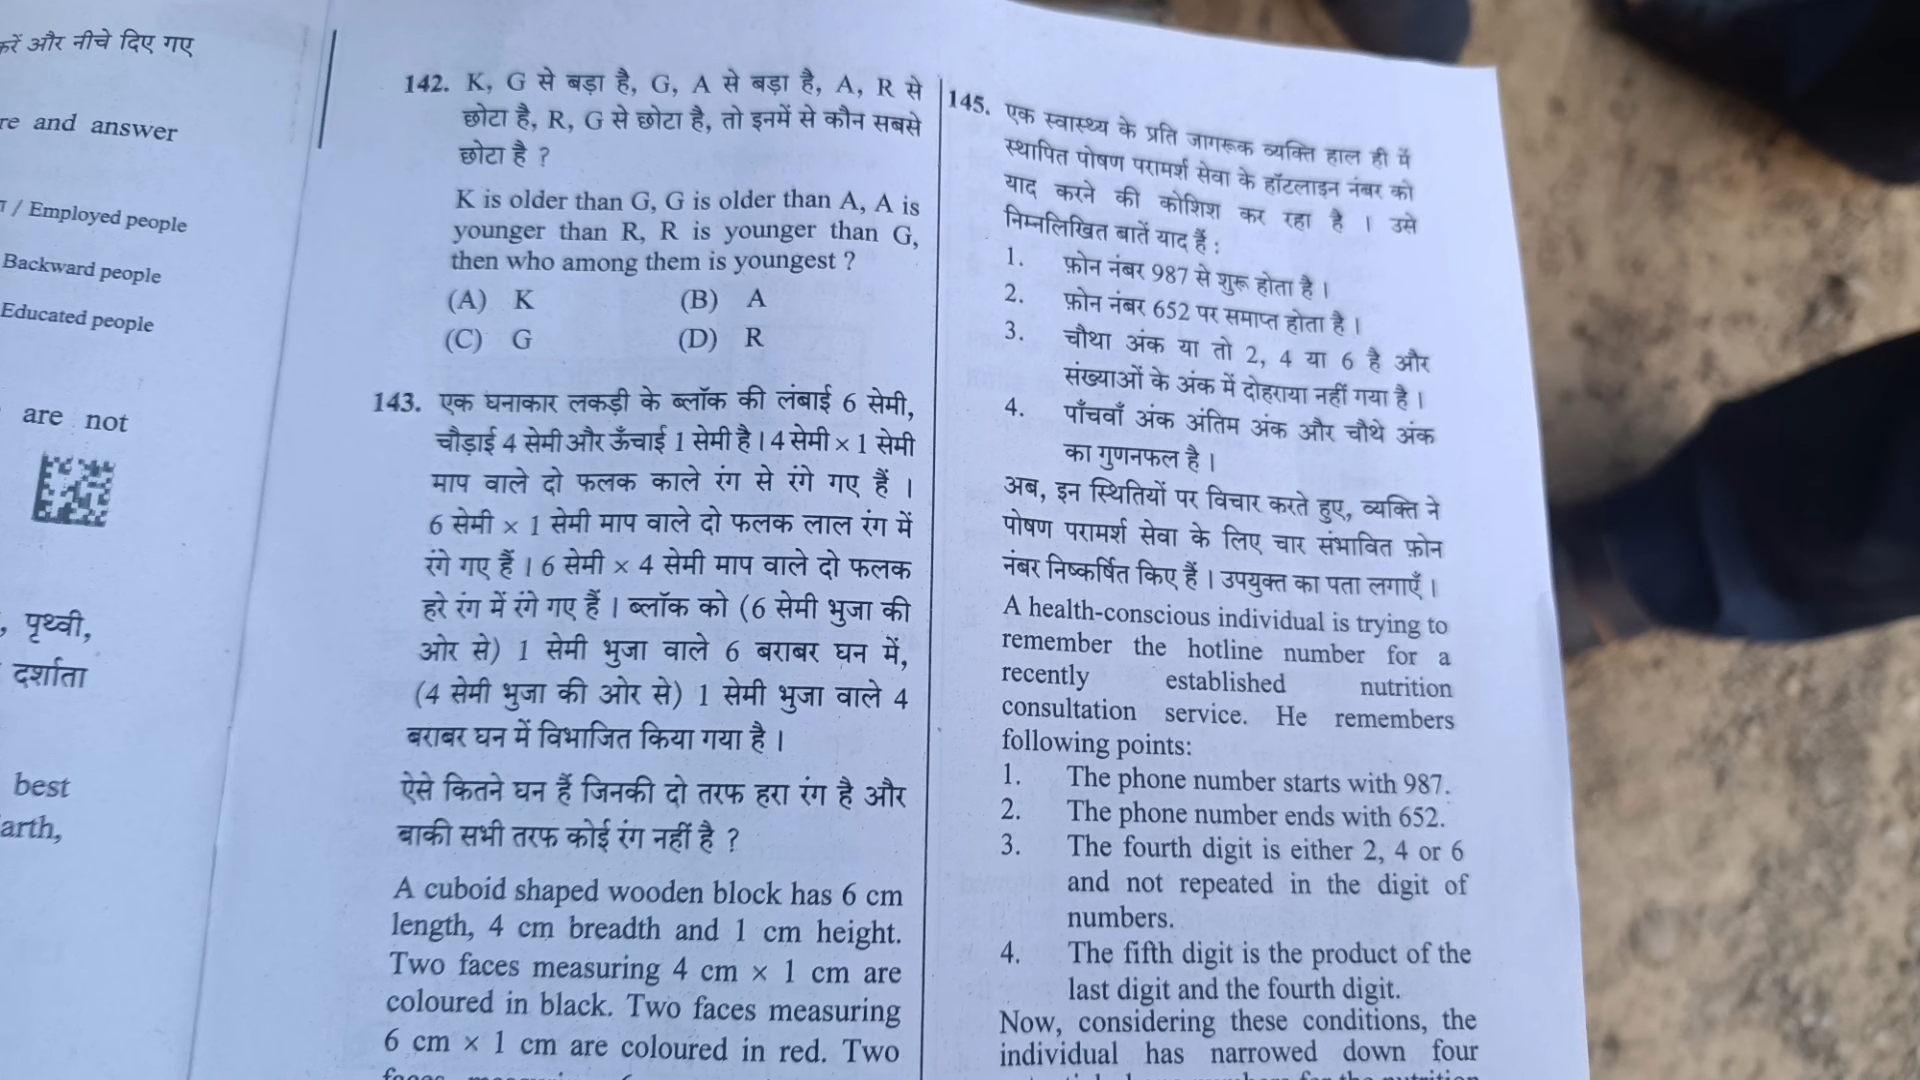 और नीचे दिए गए
and answer
/ Employed people
Backward people
Educated people
are not
पृथ्वी,
दर्शाता
best
142. K, G से बड़ा है, G, A से बड़ा है, A, R से
छोटा है, R, G से छोटा है, तो इनमें से कौन सबसे
छोटा है ?
K is older than G, G is older than A, A is
younger than R, R is younger than G,
then who among them is youngest ?
(A) K (B) A
(C) G (D) R
143. एक घनाकार लकड़ी के ब्लॉक की लंबाई 6 सेमी,
चौड़ाई 4 सेमी और ऊँचाई 1 सेमी है । 4 सेमी × 1 सेमी
माप वाले दो फलक काले रंग से रंगे गए हैं ।
6 सेमी × 1 सेमी माप वाले दो फलक लाल रंग में
रंगे गए हैं । 6 सेमी × 4 सेमी माप वाले दो फलक
हरे रंग में रंगे गए हैं । ब्लॉक को (6 सेमी भुजा की
ओर से) 1 सेमी भुजा वाले 6 बराबर घन में,
(4 सेमी भुजा की ओर से) 1 सेमी भुजा वाले 4
बराबर घन में विभाजित किया गया है ।
ऐसे कितने घन हैं जिनकी दो तरफ हरा रंग है और
बाकी सभी तरफ कोई रंग नहीं है ?
A cuboid shaped wooden block has 6 cm
length, 4 cm breadth and 1 cm height.
Two faces measuring 4 cm × 1 cm are
coloured in black. Two faces measuring
6 cm × 1 cm are coloured in red. Two
145. एक स्वास्थ्य के प्रति जागरूक व्यक्ति हाल ही में
स्थापित पोषण परामर्श सेवा के हॉटलाइन नंबर को
याद करने की कोशिश कर रहा है । उसे
निम्नलिखित बातें याद हैं :
1. फ़ोन नंबर 987 से शुरू होता है ।
2. फ़ोन नंबर 652 पर समाप्त होता है ।
3. चौथा अंक या तो 2, 4 या 6 है और
संख्याओं के अंक में दोहराया नहीं गया है ।
4. पाँचवाँ अंक अंतिम अंक और चौथे अंक
का गुणनफल है ।
अब, इन स्थितियों पर विचार करते हुए, व्यक्ति ने
पोषण परामर्श सेवा के लिए चार संभावित फ़ोन
नंबर निष्कर्षित किए हैं । उपयुक्त का पता लगाएँ ।
A health-conscious individual is trying to
remember the hotline number for a
recently established nutrition
consultation service. He remembers
following points:
1. The phone number starts with 987.
2. The phone number ends with 652.
3. The fourth digit is either 2, 4 or 6
and not repeated in the digit of
numbers.
4. The fifth digit is the product of the
last digit and the fourth digit.
Now, considering these conditions, the
individual has narrowed down four